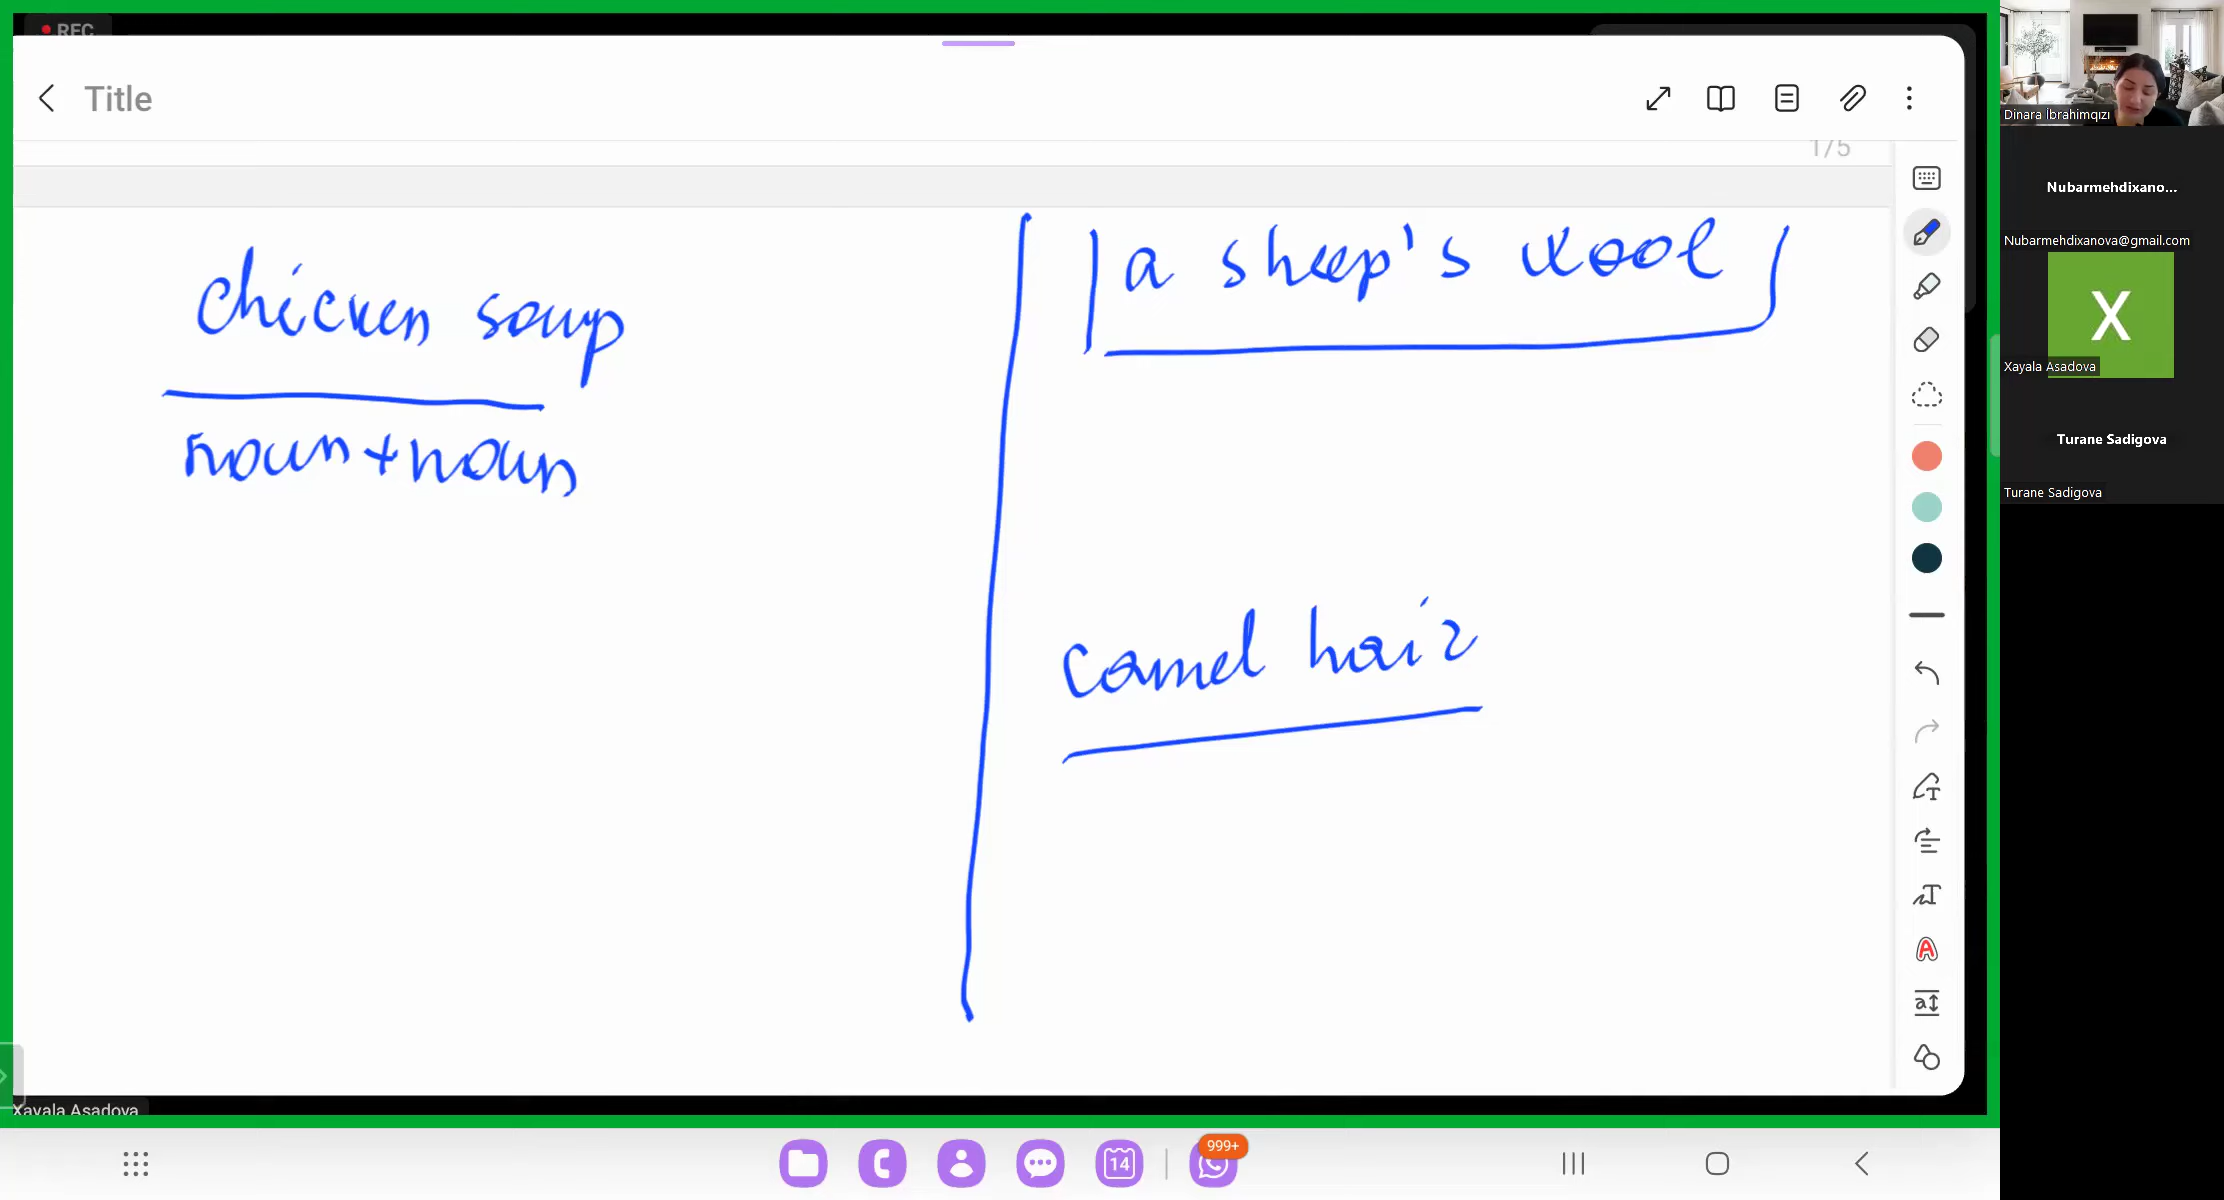 REC
Title
1/5
chicken soup
noun+noun
a sheep's wool
camel hair
Dinara İbrahimqızı
Nubarmehdixano...
Nubarmehdixanova@gmail.com
X
Xayala Asadova
Turane Sadigova
Turane Sadigova
T
T
A
a
Xayala Asadova
14
999+